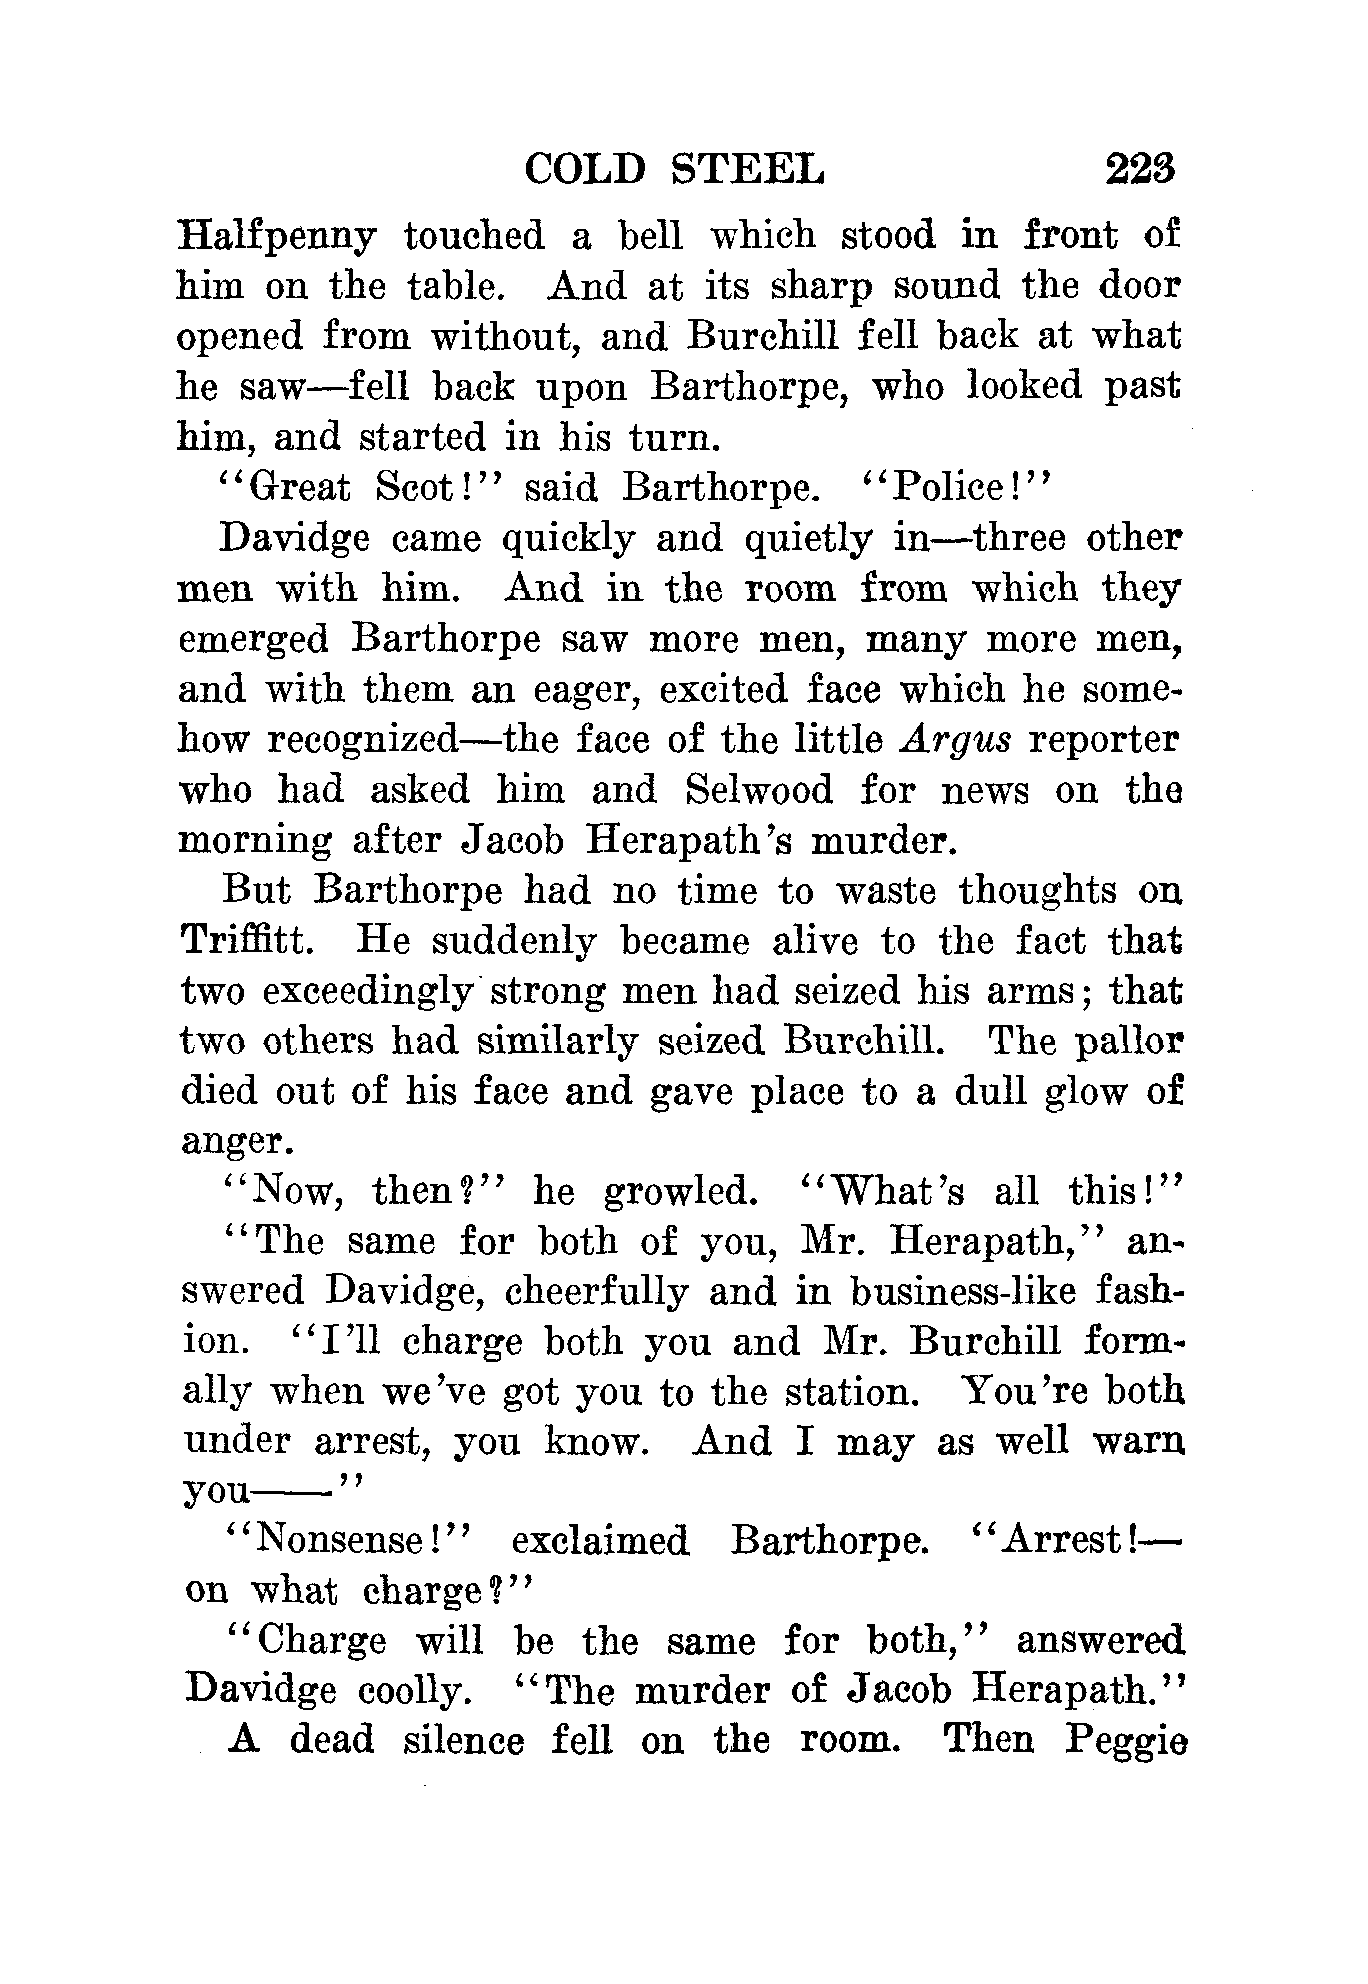 COLD STEEL 223
Halfpenny touched a bell which stood in front of
him on the table. And at its sharp sound the door
opened from without, and Burchill fell back at what
he saw—fell back upon Barthorpe, who looked past
him, and started in his turn.
"Great Scot!" said Barthorpe. "Police!"
Davidge came quickly and quietly in—three other
men with him. And in the room from which they
emerged Barthorpe saw more men, many more men,
and with them an eager, excited face which he some-
how recognized—the face of the little Argus reporter
who had asked him and Selwood for news on the
morning after Jacob Herapath's murder.
But Barthorpe had no time to waste thoughts on
Triffitt. He suddenly became alive to the fact that
two exceedingly strong men had seized his arms; that
two others had similarly seized Burchill. The pallor
died out of his face and gave place to a dull glow of
anger.
"Now, then?" he growled. "What's all this!"
"The same for both of you, Mr. Herapath," an-
swered Davidge, cheerfully and in business-like fash-
ion. "I'll charge both you and Mr. Burchill form-
ally when we've got you to the station. You're both
under arrest, you know. And I may as well warn
you——"
"Nonsense!" exclaimed Barthorpe. "Arrest!—
on what charge?"
"Charge will be the same for both," answered
Davidge coolly. "The murder of Jacob Herapath."
A dead silence fell on the room. Then Peggie